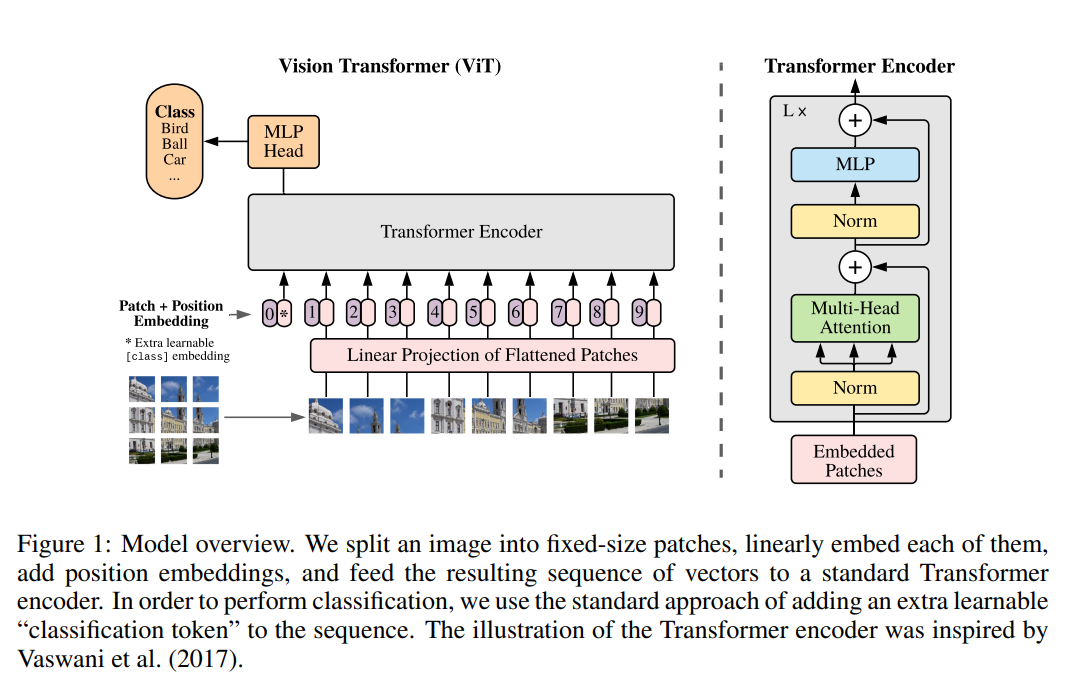 Vision Transformer (ViT)
Class
Bird
Ball
Car
...
MLP
Head
Transformer Encoder
Patch + Position
Embedding
0 * 1 2 3 4 5 6 7 8 9
* Extra learnable
[class] embedding
Linear Projection of Flattened Patches
Transformer Encoder
L x
+
MLP
Norm
+
Multi-Head
Attention
Norm
Embedded
Patches
Figure 1: Model overview. We split an image into fixed-size patches, linearly embed each of them,
add position embeddings, and feed the resulting sequence of vectors to a standard Transformer
encoder. In order to perform classification, we use the standard approach of adding an extra learnable
“classification token” to the sequence. The illustration of the Transformer encoder was inspired by
Vaswani et al. (2017).